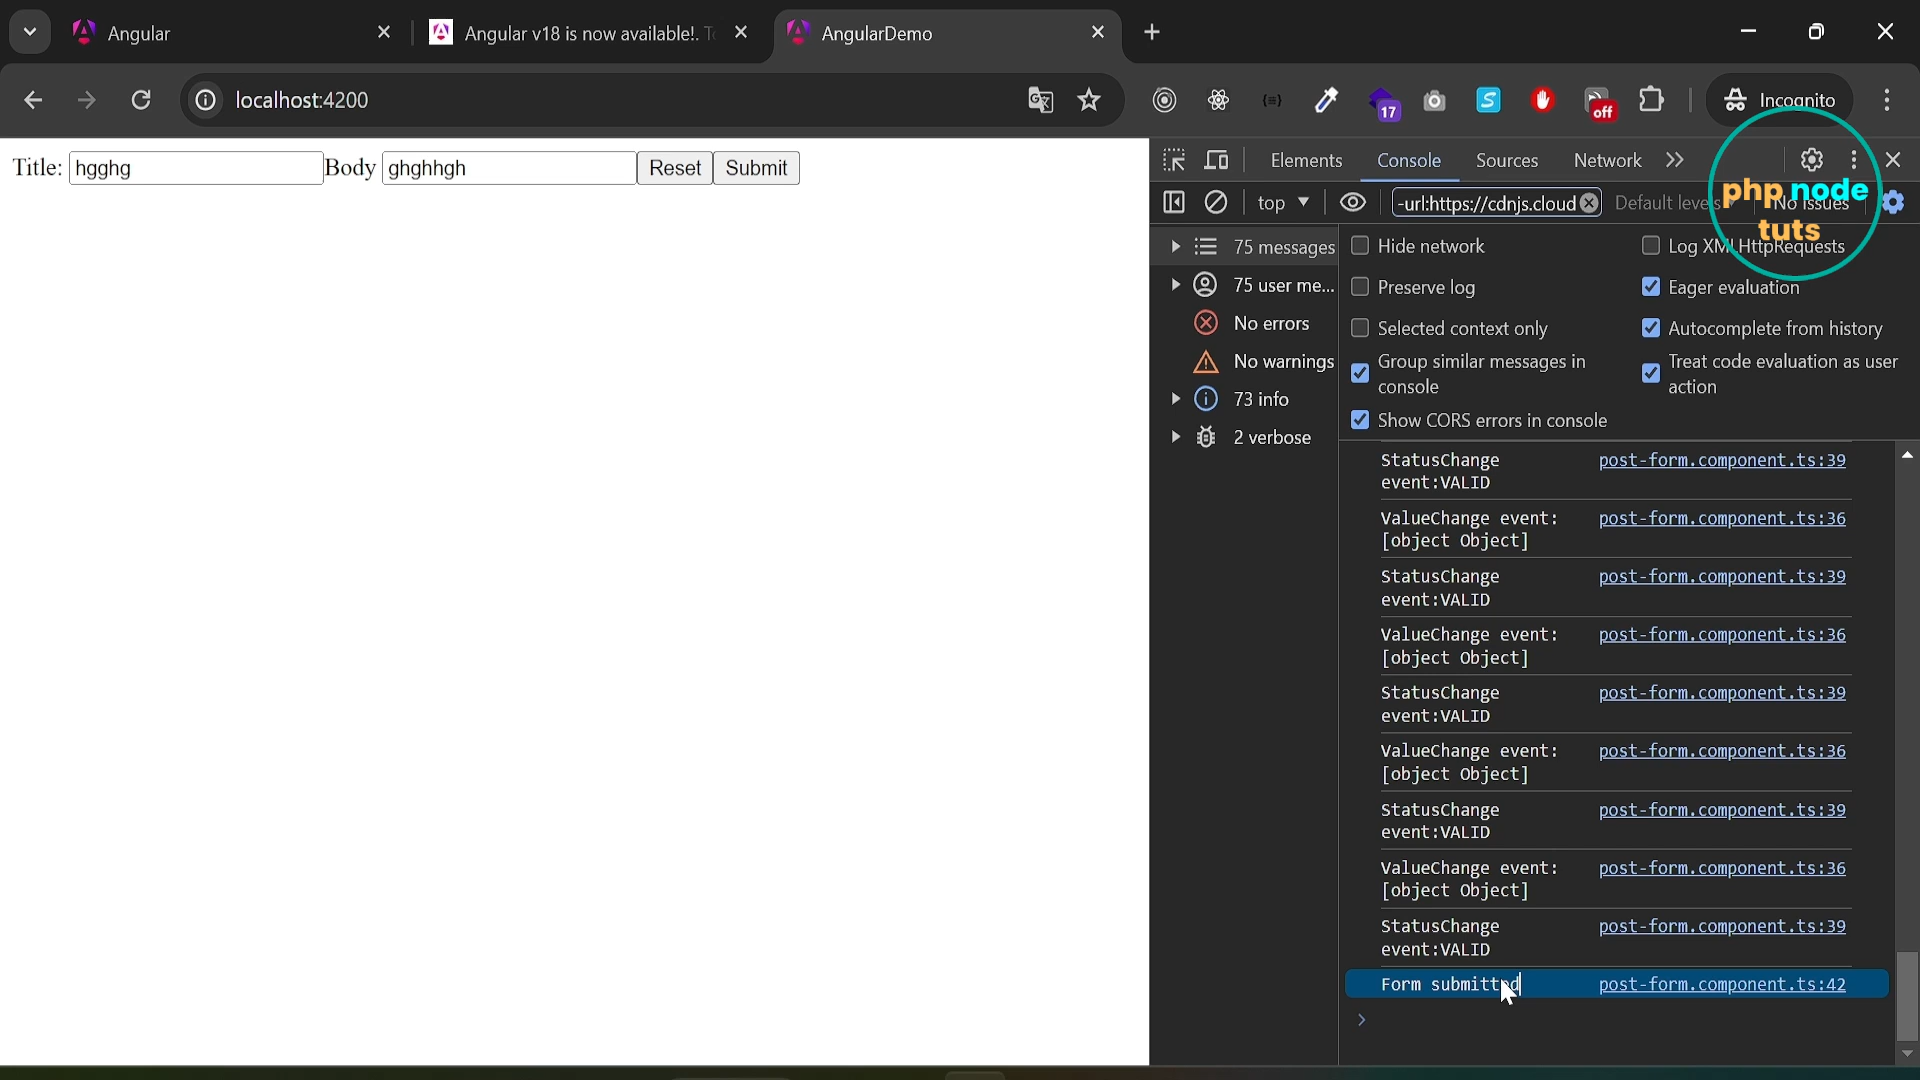 Angular
Angular v18 is now available!. T
AngularDemo
localhost:4200
17
off
Incognito
Title: hgghg Body ghghhgh Reset Submit
Elements Console Sources Network
top -url:https://cdnjs.cloud Default levels No Issues
php node
tuts
75 messages
75 user me...
No errors
No warnings
73 info
2 verbose
Hide network
Log XMLHttpRequests
Preserve log
Eager evaluation
Selected context only
Autocomplete from history
Group similar messages in
console
Treat code evaluation as user
action
Show CORS errors in console
StatusChange post-form.component.ts:39
event:VALID
ValueChange event: post-form.component.ts:36
[object Object]
StatusChange post-form.component.ts:39
event:VALID
ValueChange event: post-form.component.ts:36
[object Object]
StatusChange post-form.component.ts:39
event:VALID
ValueChange event: post-form.component.ts:36
[object Object]
StatusChange post-form.component.ts:39
event:VALID
ValueChange event: post-form.component.ts:36
[object Object]
StatusChange post-form.component.ts:39
event:VALID
Form submitted post-form.component.ts:42